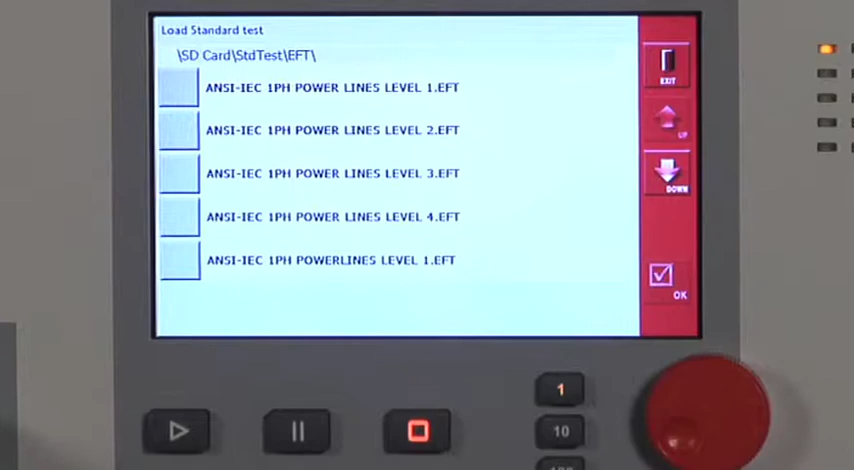 Load Standard test
\SD Card\StdTest\EFT\
ANSI-IEC 1PH POWER LINES LEVEL 1.EFT
ANSI-IEC 1PH POWER LINES LEVEL 2.EFT
ANSI-IEC 1PH POWER LINES LEVEL 3.EFT
ANSI-IEC 1PH POWER LINES LEVEL 4.EFT
ANSI-IEC 1PH POWERLINES LEVEL 1.EFT
EXIT
UP
DOWN
OK
1
10